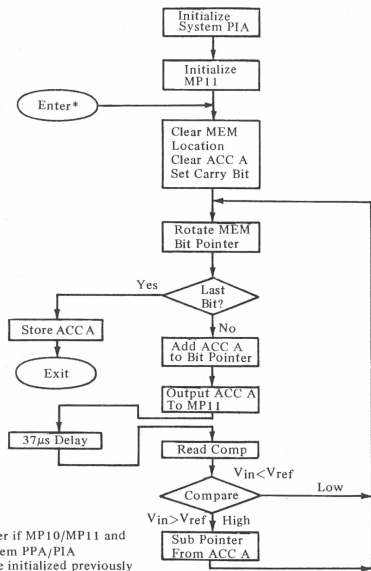 Initialize
System PIA
Initialize
MP11
Enter*
Clear MEM
Location
Clear ACC A
Set Carry Bit
Rotate MEM
Bit Pointer
Yes
Last
Bit?
Store ACC A
No
Exit
Add ACC A
to Bit Pointer
Output ACC A
To MP11
37µs Delay
Read Comp
Vin<Vref
Compare
Low
Vin>Vref
High
Sub Pointer
From ACC A
er if MP10/MP11 and
em PPA/PIA
e initialized previously